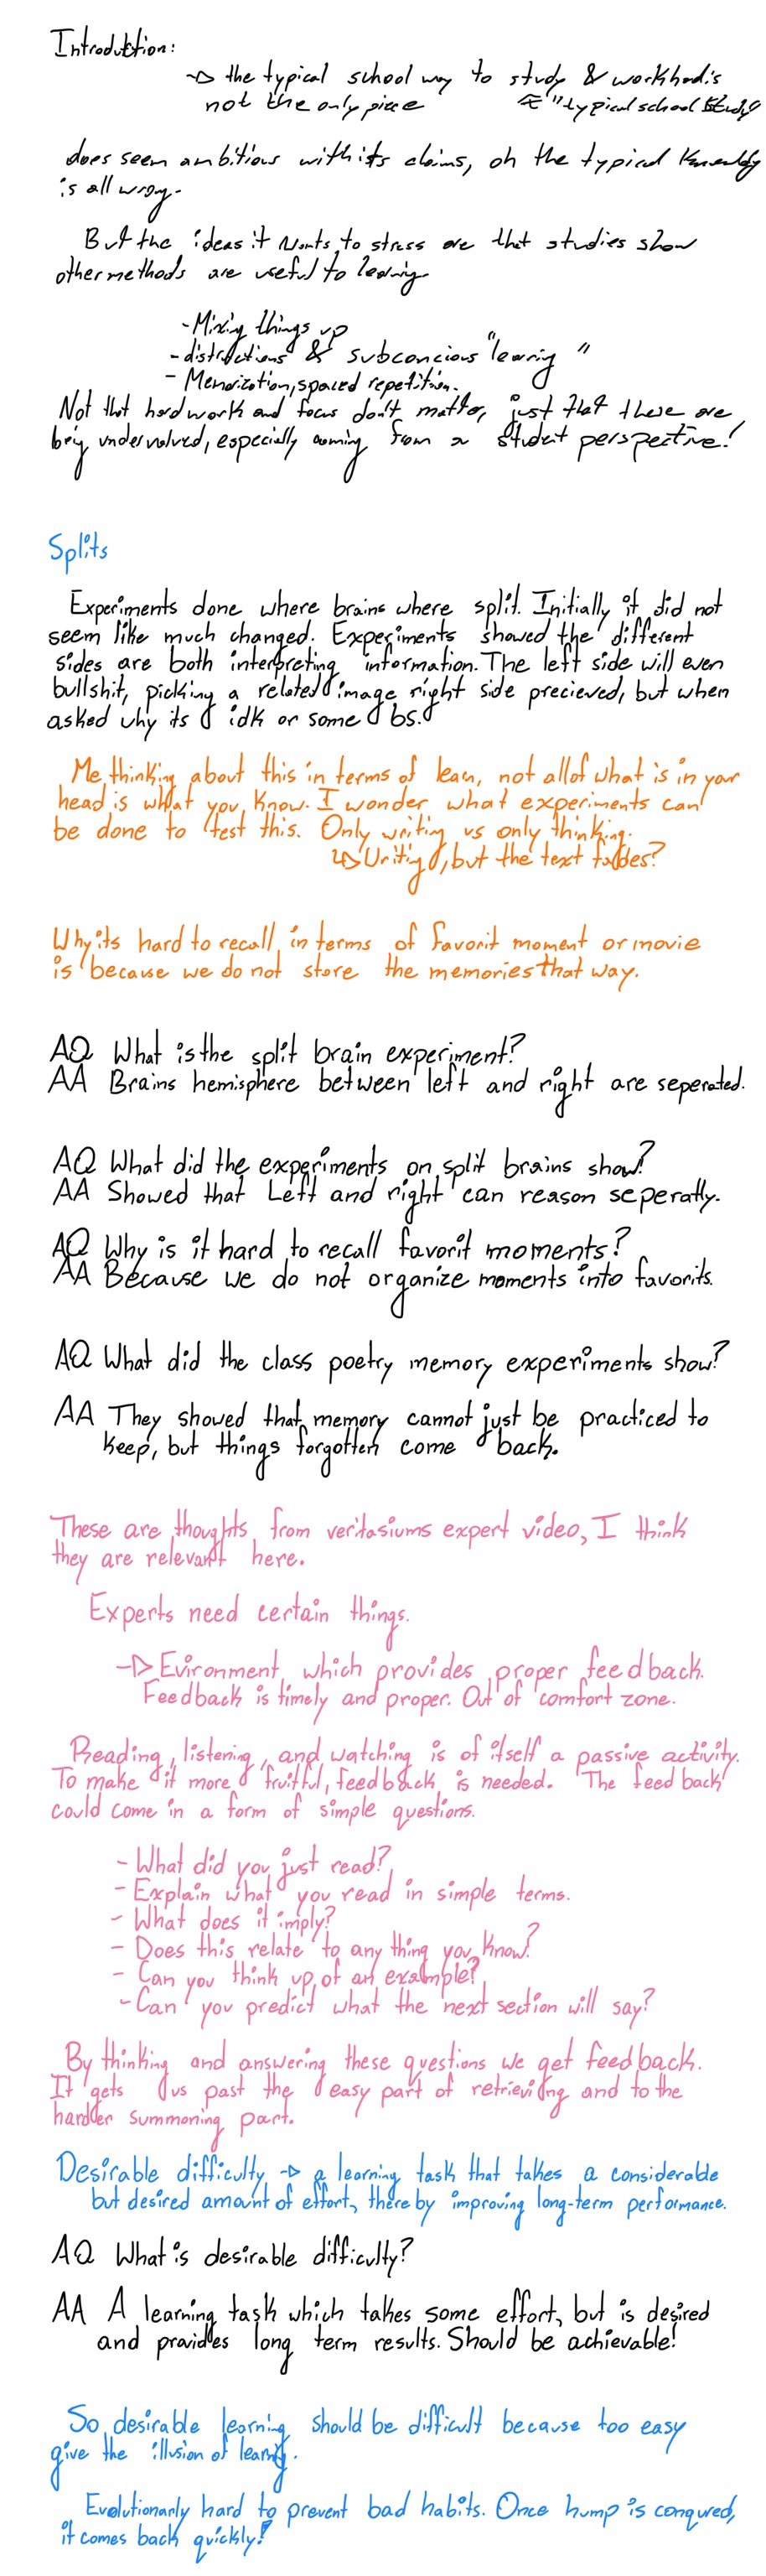 Introduction:
→ the typical school way to study & work hard is
not the only piece "typical school study"
does seem ambitious with its claims, oh the typical
is all wrong.
But the ideas it wants to stress are that studies show
other methods are useful to learning
-Mixing things up
-distractions & subconcious "learning"
- Memorization, spaced repetition.
Not that hard work and focus don't matter, just that these are
being undervalued, especially coming from a student perspective!
Splits
Experiments done where brains where split. Initially it did not
seem like much changed. Experiments showed the different
sides are both interpreting information. The left side will even
bullshit, picking a related image right side precieved, but when
asked why its idk or some bs.
Me thinking about this in terms of learn, not all of what is in your
head is what you know. I wonder what experiments can
be done to test this. Only writing vs only thinking.
↳ Writing, but the text fades?
Why its hard to recall in terms of favorit moment or movie
is because we do not store the memories that way.
AQ What is the split brain experiment?
AA Brains hemisphere between left and right are seperated.
AQ What did the experiments on split brains show?
AA Showed that Left and right can reason seperatly.
AQ Why is it hard to recall favorit moments?
AA Because we do not organize moments into favorits.
AQ What did the class poetry memory experiments show?
AA They showed that memory cannot just be practiced to
keep, but things forgotten come back.
These are thoughts from veritasiums expert video, I think
they are relevant here.
Experts need certain things.
→ Evironment which provides proper feedback.
Feedback is timely and proper. Out of comfort zone.
Reading, listening, and watching is of itself a passive activity.
To make it more fruitful, feedback is needed. The feedback
could come in a form of simple questions.
- What did you just read?
- Explain what you read in simple terms.
- What does it imply?
- Does this relate to any thing you know?
- Can you think up of an example?
- Can you predict what the next section will say?
By thinking and answering these questions we get feedback.
It gets us past the easy part of retrieving and to the
harder summoning part.
Desirable difficulty → a learning task that takes a considerable
but desired amount of effort, there by improving long-term performance.
AQ What is desirable difficulty?
AA A learning task which takes some effort, but is desired
and praivides long term results. Should be achievable!
So desirable learning should be difficult because too easy
give the illusion of learning.
Evolutionarly hard to prevent bad habits. Once hump is conqured,
it comes back quickly!